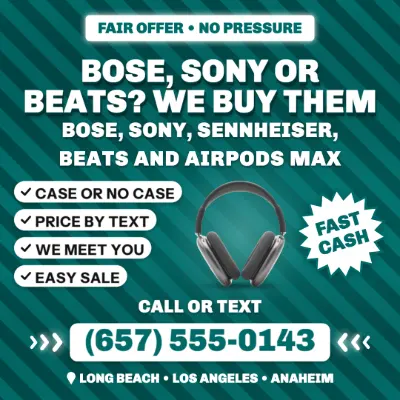 FAIR OFFER • NO PRESSURE
BOSE, SONY OR
BEATS? WE BUY THEM
BOSE, SONY, SENNHEISER,
BEATS AND AIRPODS MAX
CASE OR NO CASE
PRICE BY TEXT
WE MEET YOU
EASY SALE
FAST
CASH
CALL OR TEXT
(657) 555-0143
LONG BEACH • LOS ANGELES • ANAHEIM